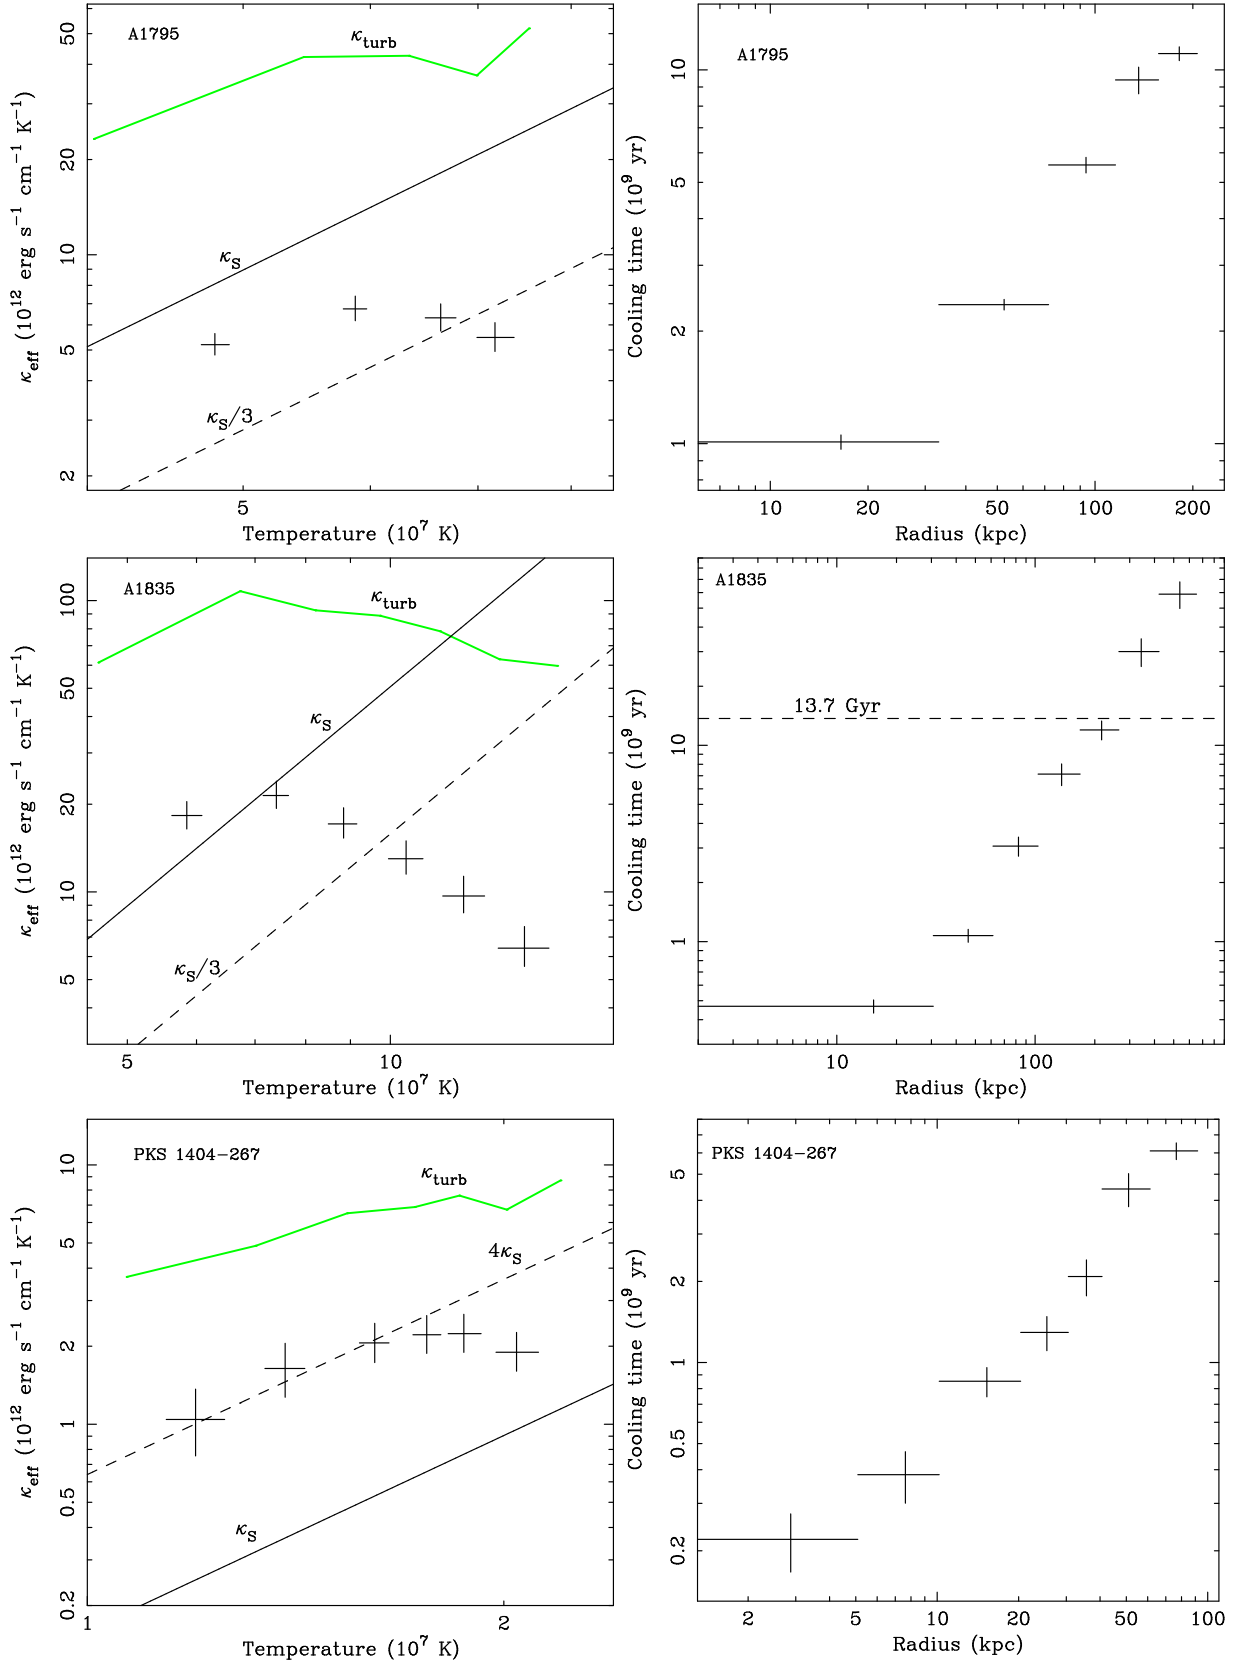 A1795
κturb
κS
κS/3
50
20
10
5
2
κeff (10^12 erg s^−1 cm^−1 K^−1)
5
Temperature (10^7 K)
A1795
10
5
2
1
Cooling time (10^9 yr)
10 20 50 100 200
Radius (kpc)
A1835
κturb
κS
κS/3
100
50
20
10
5
κeff (10^12 erg s^−1 cm^−1 K^−1)
5 10
Temperature (10^7 K)
A1835
13.7 Gyr
10
1
Cooling time (10^9 yr)
10 100
Radius (kpc)
PKS 1404−267
κturb
4κS
κS
10
5
2
1
0.5
0.2
κeff (10^12 erg s^−1 cm^−1 K^−1)
1 2
Temperature (10^7 K)
PKS 1404−267
5
2
1
0.5
0.2
Cooling time (10^9 yr)
2 5 10 20 50 100
Radius (kpc)